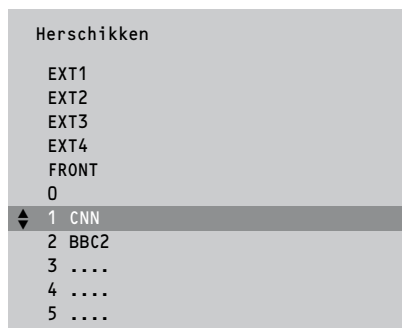 Herschikken
EXT1
EXT2
EXT3
EXT4
FRONT
0
1 CNN
2 BBC2
3 ....
4 ....
5 ....